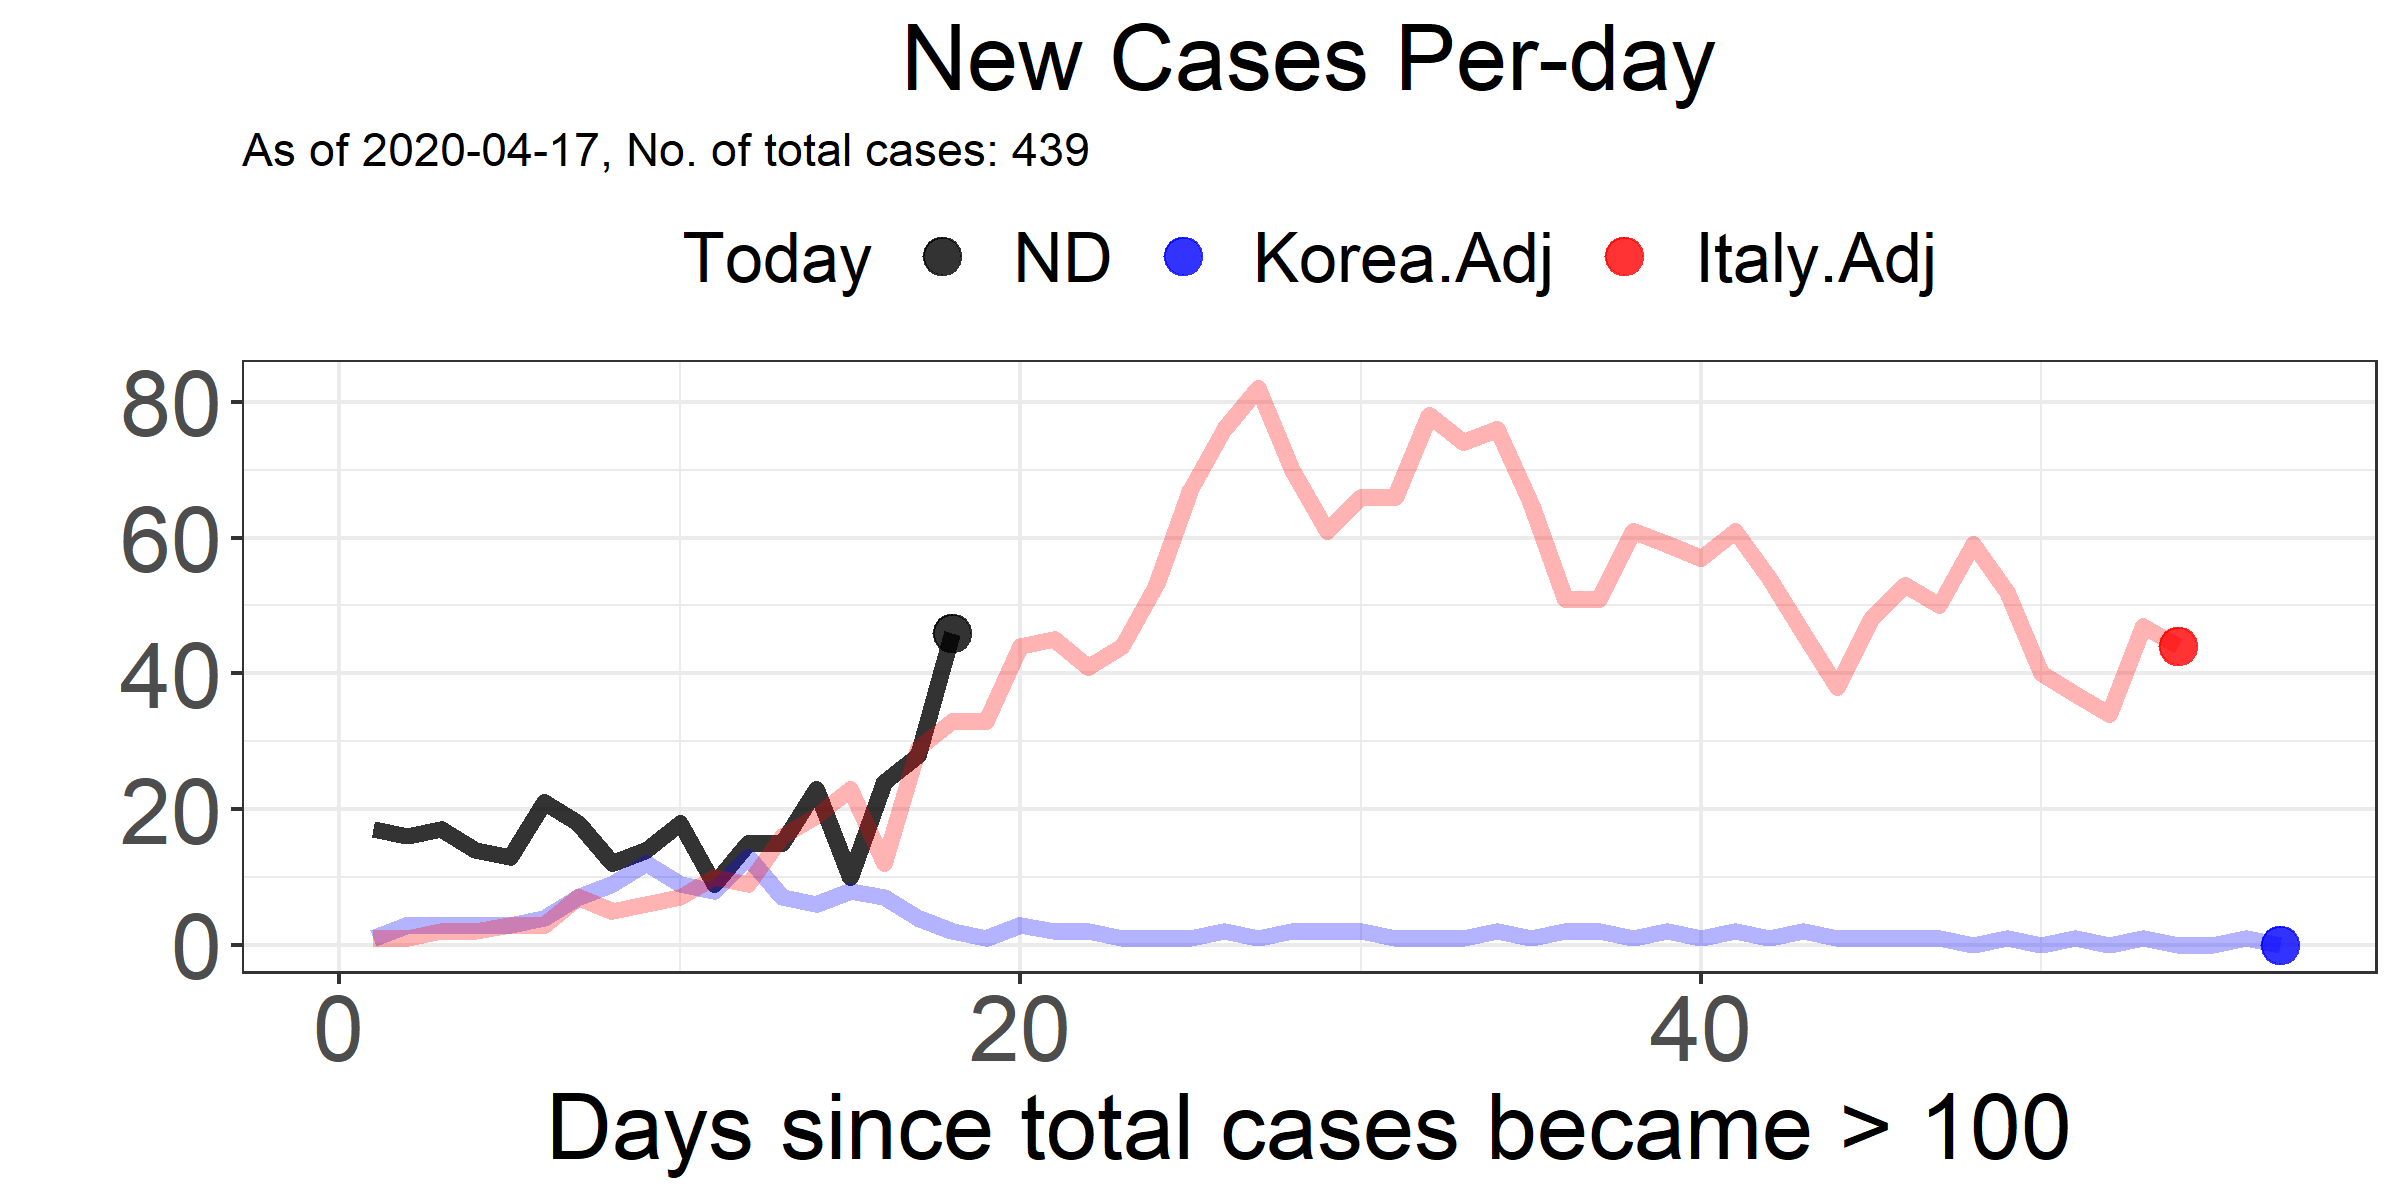 New Cases Per-day
As of 2020-04-17, No. of total cases: 439
Today ND Korea.Adj Italy.Adj
80
60
40
20
0
0 20 40
Days since total cases became > 100